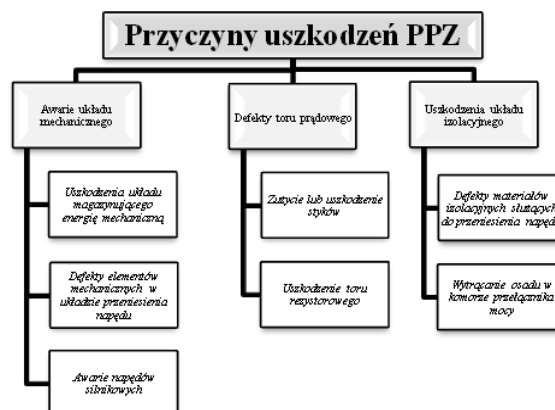 Przyczyny uszkodzeń PPZ
Awarie układu
mechanicznego
Uszkodzenia układu
magazynującego
energię mechaniczną
Defekty elementów
mechanicznych w
układzie przeniesienia
napędu
Awarie napędów
silnikowych
Defekty toru prądowego
Zużycie lub uszkodzenie
styków
Uszkodzenie toru
rezystorowego
Uszkodzenia układu
izolacyjnego
Defekty materiałów
izolacyjnych służących
do przeniesienia napędu
Wytrącanie osadu w
komorze przełącznika
mocy